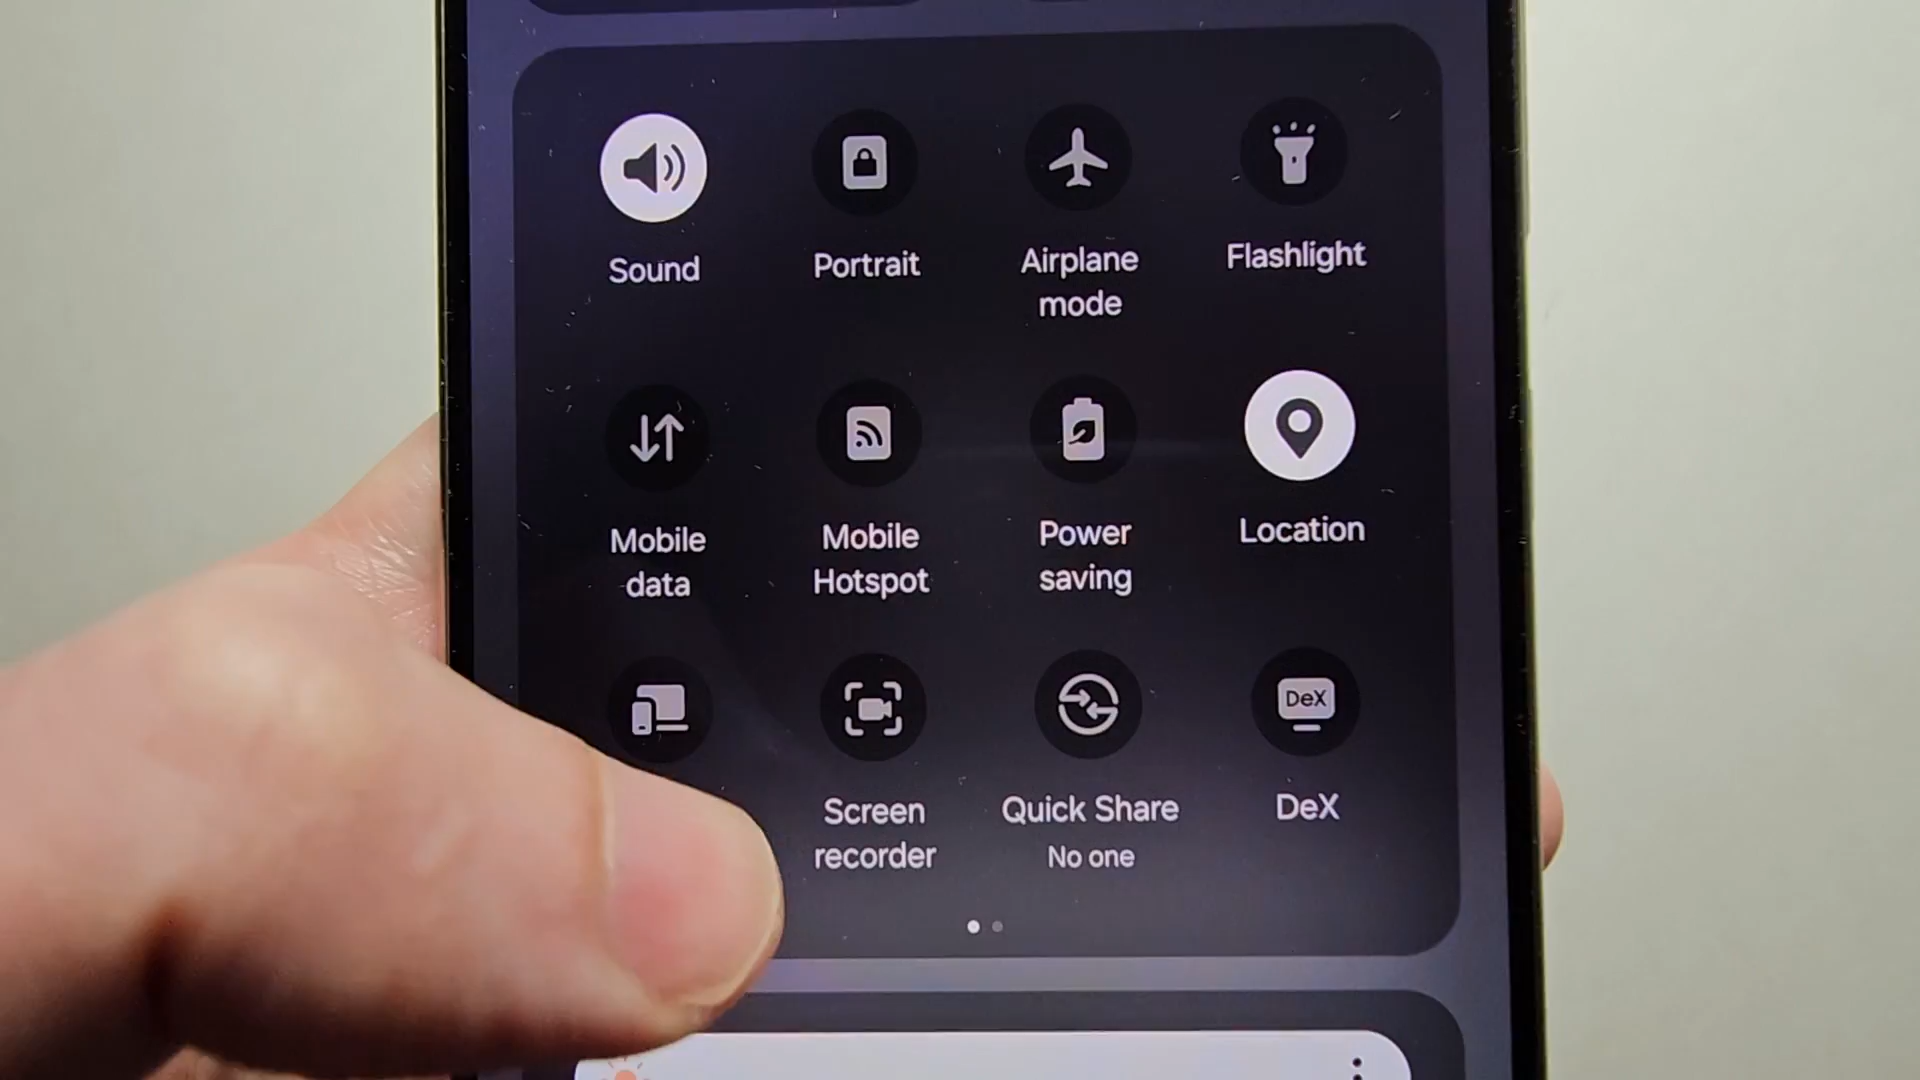 Sound
Portrait
Airplane
mode
Flashlight
Mobile
data
Mobile
Hotspot
Power
saving
Location
DeX
Screen
recorder
Quick Share
No one
DeX